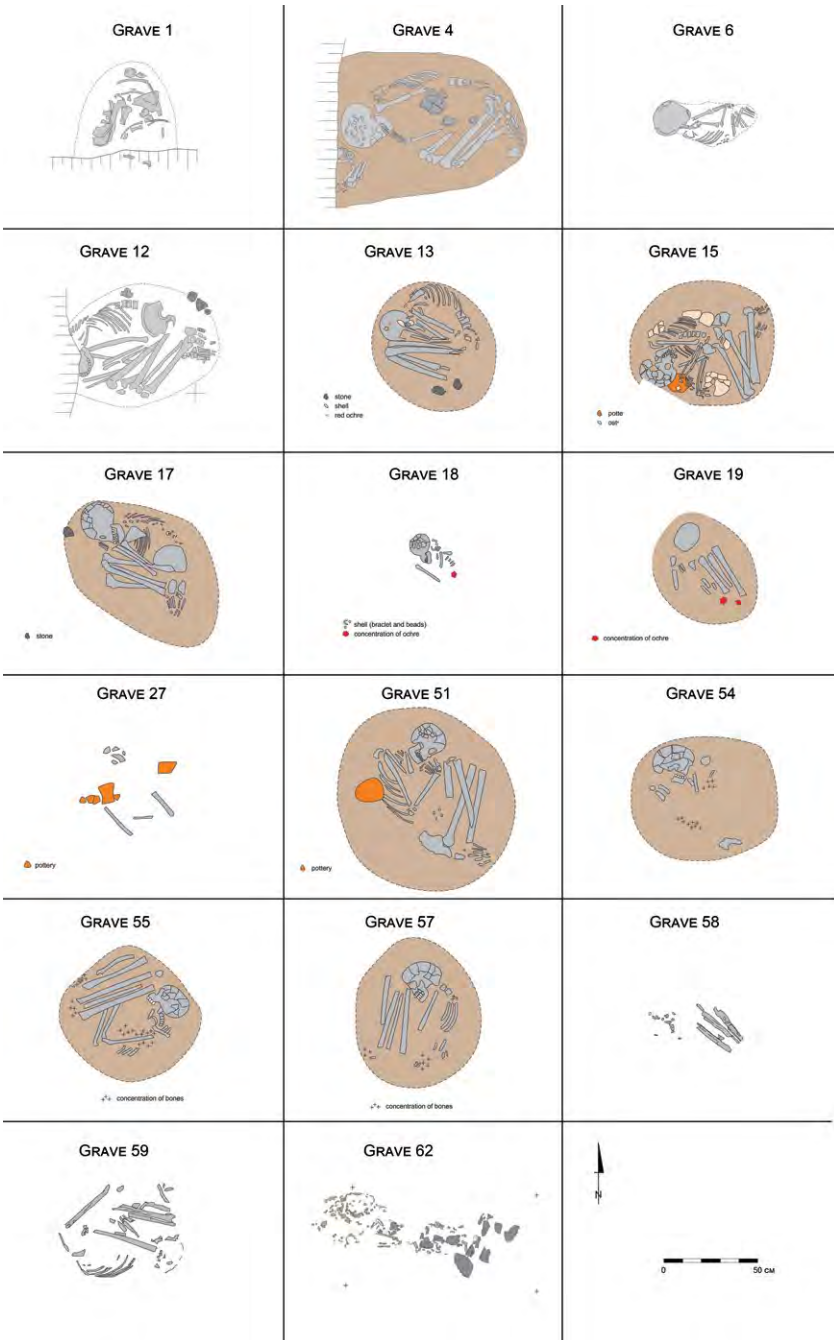 GRAVE 1
GRAVE 4
GRAVE 6
GRAVE 12
GRAVE 13
stone
shell
red ochre
GRAVE 15
potte
GRAVE 17
stone
GRAVE 18
shell (braclet and beads)
concentration of ochre
GRAVE 19
concentration of ochre
GRAVE 27
pottery
GRAVE 51
pottery
GRAVE 54
GRAVE 55
concentration of bones
GRAVE 57
concentration of bones
GRAVE 58
GRAVE 59
GRAVE 62
N
0 50 CM